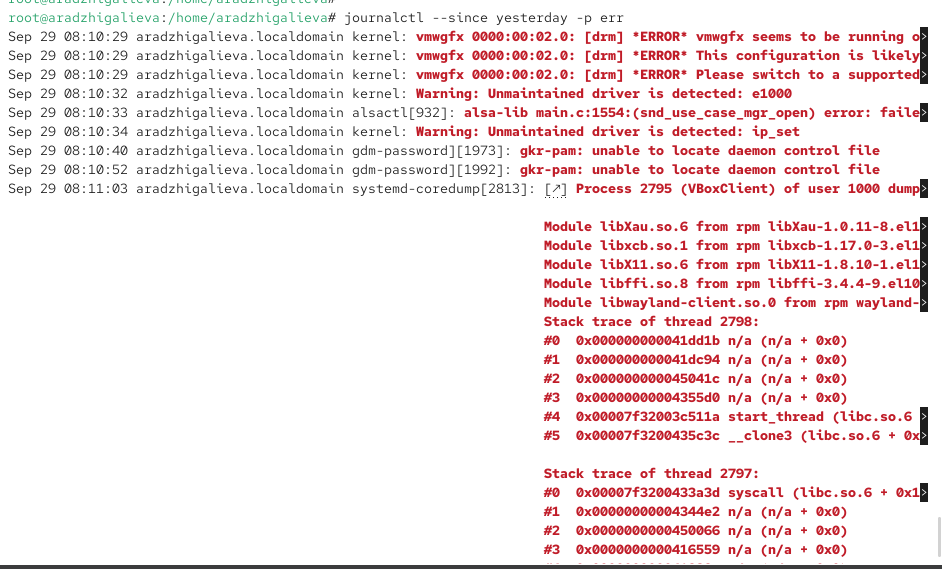 root@aradzhigalieva:/home/aradzhigalieva#
root@aradzhigalieva:/home/aradzhigalieva# journalctl --since yesterday -p err
Sep 29 08:10:29 aradzhigalieva.localdomain kernel: vmwgfx 0000:00:02.0: [drm] *ERROR* vmwgfx seems to be running o>
Sep 29 08:10:29 aradzhigalieva.localdomain kernel: vmwgfx 0000:00:02.0: [drm] *ERROR* This configuration is likely>
Sep 29 08:10:29 aradzhigalieva.localdomain kernel: vmwgfx 0000:00:02.0: [drm] *ERROR* Please switch to a supported>
Sep 29 08:10:32 aradzhigalieva.localdomain kernel: Warning: Unmaintained driver is detected: e1000
Sep 29 08:10:33 aradzhigalieva.localdomain alsactl[932]: alsa-lib main.c:1554:(snd_use_case_mgr_open) error: faile>
Sep 29 08:10:34 aradzhigalieva.localdomain kernel: Warning: Unmaintained driver is detected: ip_set
Sep 29 08:10:40 aradzhigalieva.localdomain gdm-password][1973]: gkr-pam: unable to locate daemon control file
Sep 29 08:10:52 aradzhigalieva.localdomain gdm-password][1992]: gkr-pam: unable to locate daemon control file
Sep 29 08:11:03 aradzhigalieva.localdomain systemd-coredump[2813]: [↗] Process 2795 (VBoxClient) of user 1000 dump>
Module libXau.so.6 from rpm libXau-1.0.11-8.el1>
Module libxcb.so.1 from rpm libxcb-1.17.0-3.el1>
Module libX11.so.6 from rpm libX11-1.8.10-1.el1>
Module libffi.so.8 from rpm libffi-3.4.4-9.el10>
Module libwayland-client.so.0 from rpm wayland->
Stack trace of thread 2798:
#0  0x000000000041dd1b n/a (n/a + 0x0)
#1  0x000000000041dc94 n/a (n/a + 0x0)
#2  0x000000000045041c n/a (n/a + 0x0)
#3  0x00000000004355d0 n/a (n/a + 0x0)
#4  0x00007f32003c511a start_thread (libc.so.6 >
#5  0x00007f3200435c3c __clone3 (libc.so.6 + 0x>
Stack trace of thread 2797:
#0  0x00007f3200433a3d syscall (libc.so.6 + 0x1>
#1  0x00000000004344e2 n/a (n/a + 0x0)
#2  0x0000000000450066 n/a (n/a + 0x0)
#3  0x0000000000416559 n/a (n/a + 0x0)